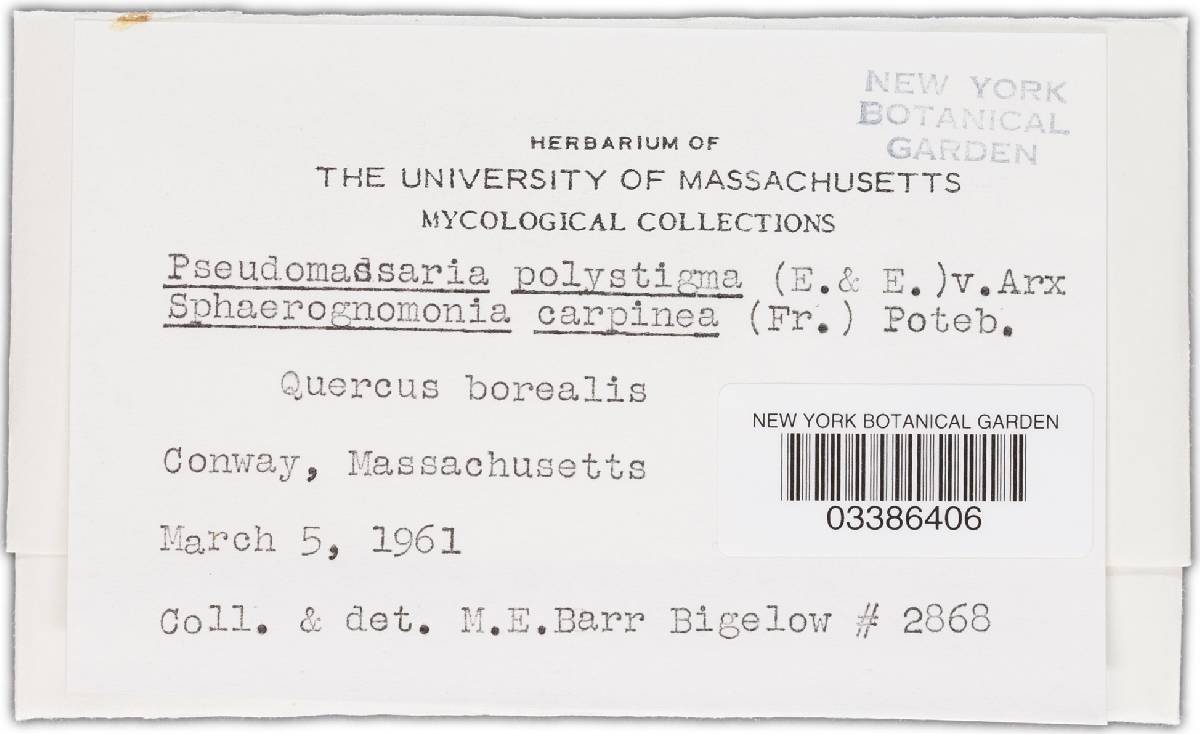 NEW YORK
BOTANICAL
GARDEN
HERBARIUM OF
THE UNIVERSITY OF MASSACHUSETTS
MYCOLOGICAL COLLECTIONS
Pseudomassaria polystigma (E.& E.)v.Arx
Sphaerognomonia carpinea (Fr.) Poteb.
Quercus borealis
Conway, Massachusetts
March 5, 1961
Coll. & det. M.E.Barr Bigelow # 2868
NEW YORK BOTANICAL GARDEN
03386406